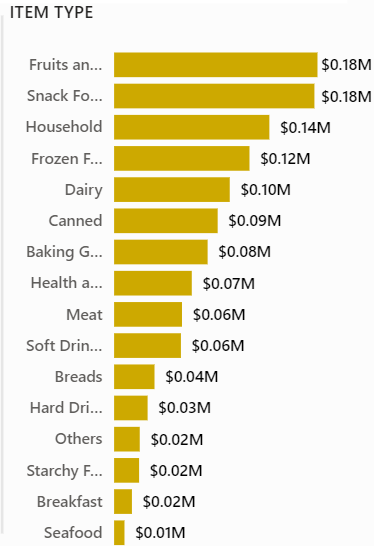 ITEM TYPE
Fruits an... $0.18M
Snack Fo... $0.18M
Household $0.14M
Frozen F... $0.12M
Dairy $0.10M
Canned $0.09M
Baking G... $0.08M
Health a... $0.07M
Meat $0.06M
Soft Drin... $0.06M
Breads $0.04M
Hard Dri... $0.03M
Others $0.02M
Starchy F... $0.02M
Breakfast $0.02M
Seafood $0.01M